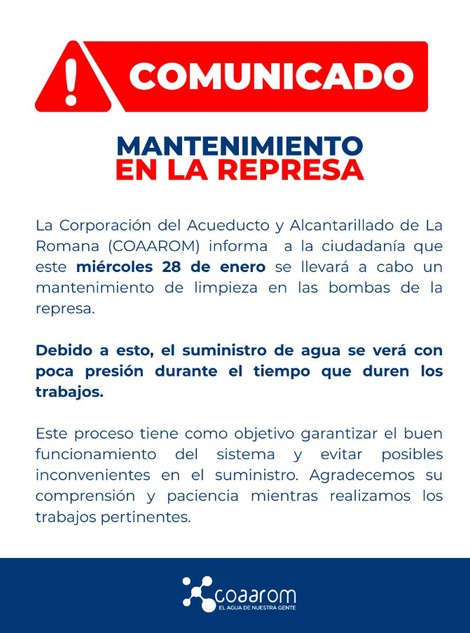 COMUNICADO
MANTENIMIENTO
EN LA REPRESA
La Corporación del Acueducto y Alcantarillado de La
Romana (COAAROM) informa a la ciudadanía que
este miércoles 28 de enero se llevará a cabo un
mantenimiento de limpieza en las bombas de la
represa.
Debido a esto, el suministro de agua se verá con
poca presión durante el tiempo que duren los
trabajos.
Este proceso tiene como objetivo garantizar el buen
funcionamiento del sistema y evitar posibles
inconvenientes en el suministro. Agradecemos su
comprensión y paciencia mientras realizamos los
trabajos pertinentes.
coaarom
EL AGUA DE NUESTRA GENTE